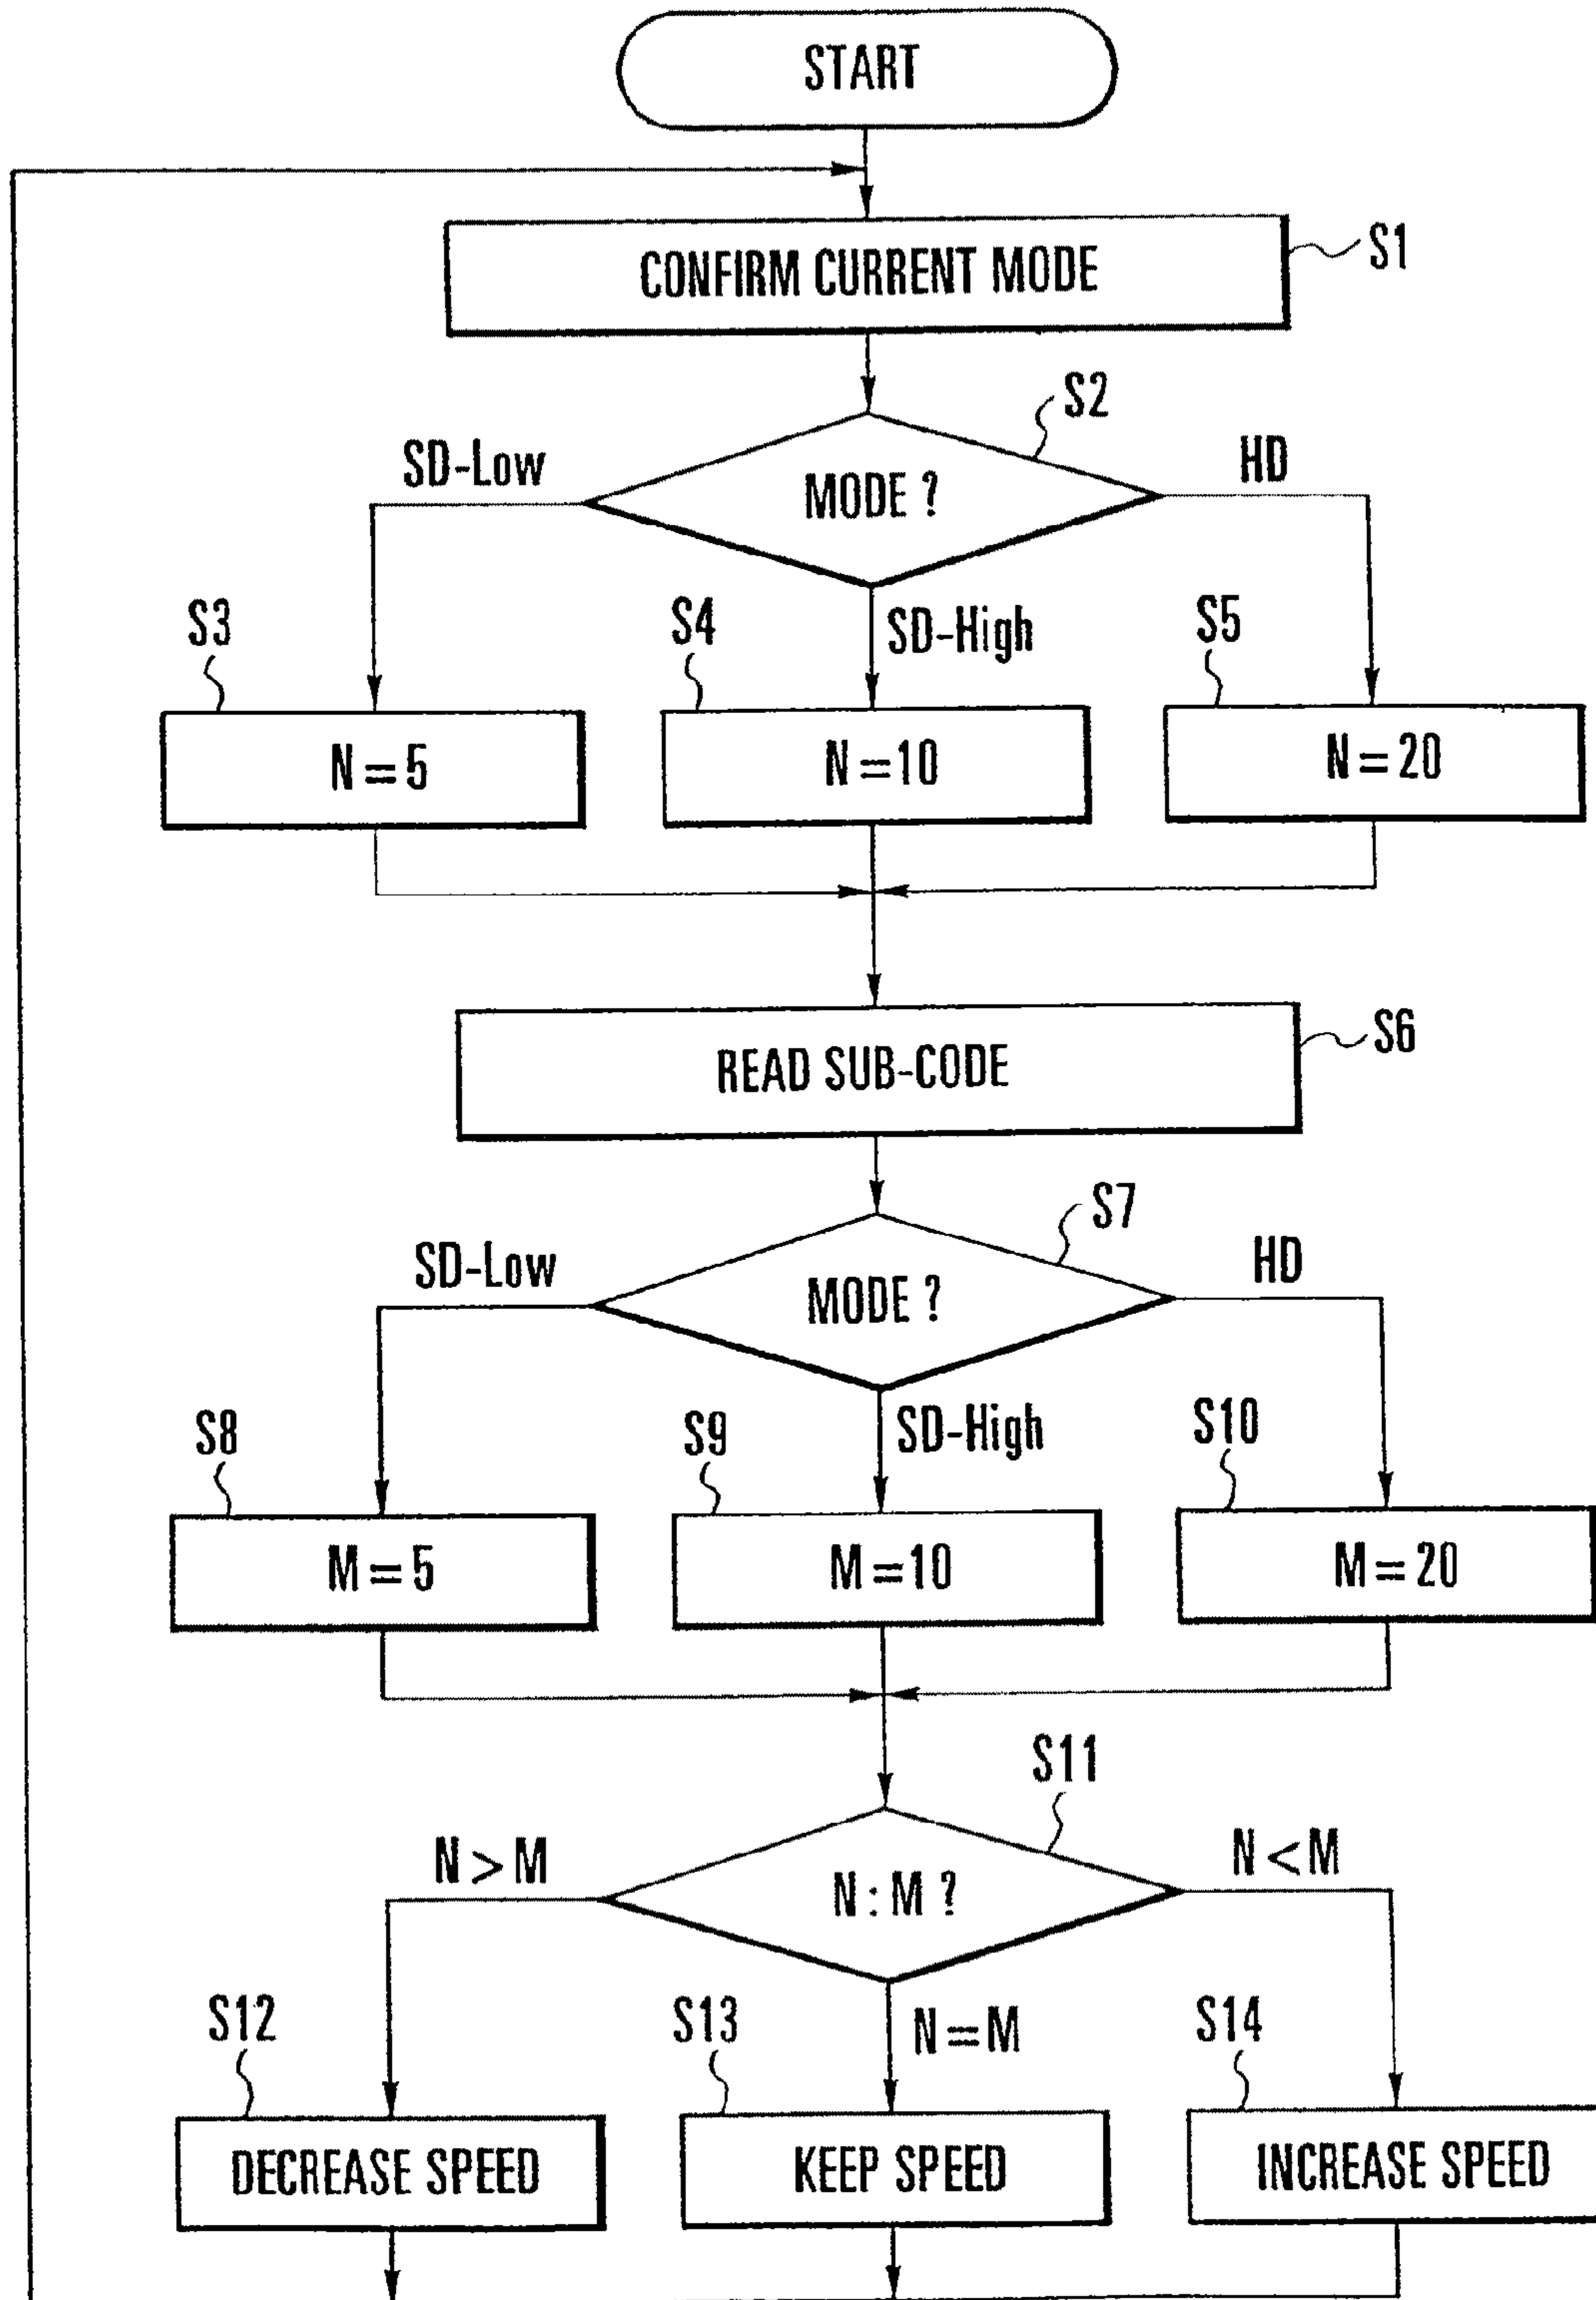 START
CONFIRM CURRENT MODE
S1
S2
SD-Low
MODE ?
HD
S3
S4
SD-High
S5
N = 5
N = 10
N = 20
READ SUB-CODE
S6
S7
SD-Low
MODE ?
HD
S8
S9
SD-High
S10
M = 5
M = 10
M = 20
S11
N > M
N : M ?
N < M
S12
S13
N = M
S14
DECREASE SPEED
KEEP SPEED
INCREASE SPEED